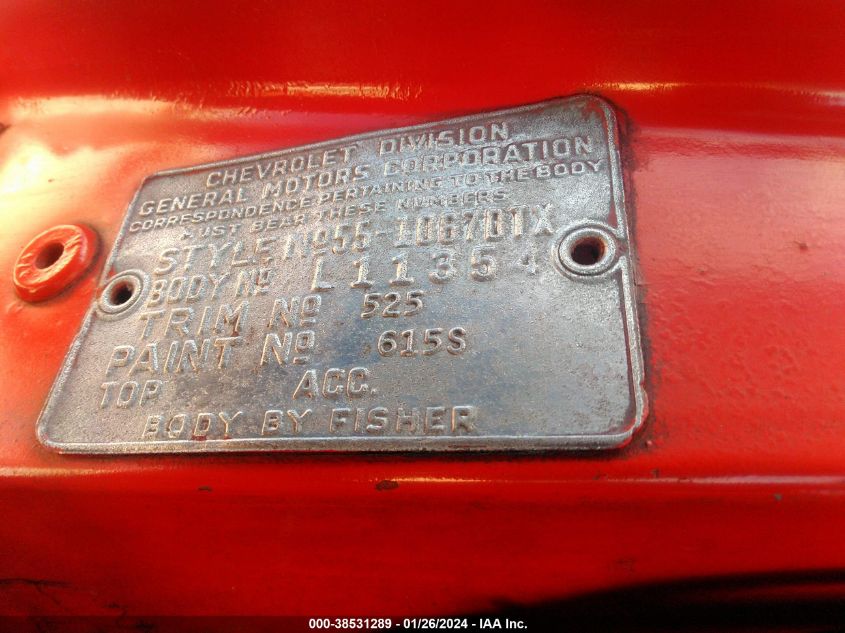 CHEVROLET DIVISION
GENERAL MOTORS CORPORATION
CORRESPONDENCE PERTAINING TO THE BODY
MUST BEAR THESE NUMBERS
STYLE Nº 55-1067DTX
BODY Nº L11354
TRIM Nº 525
PAINT Nº 615S
TOP ACC.
BODY BY FISHER
000-38531289 - 01/26/2024 - IAA Inc.